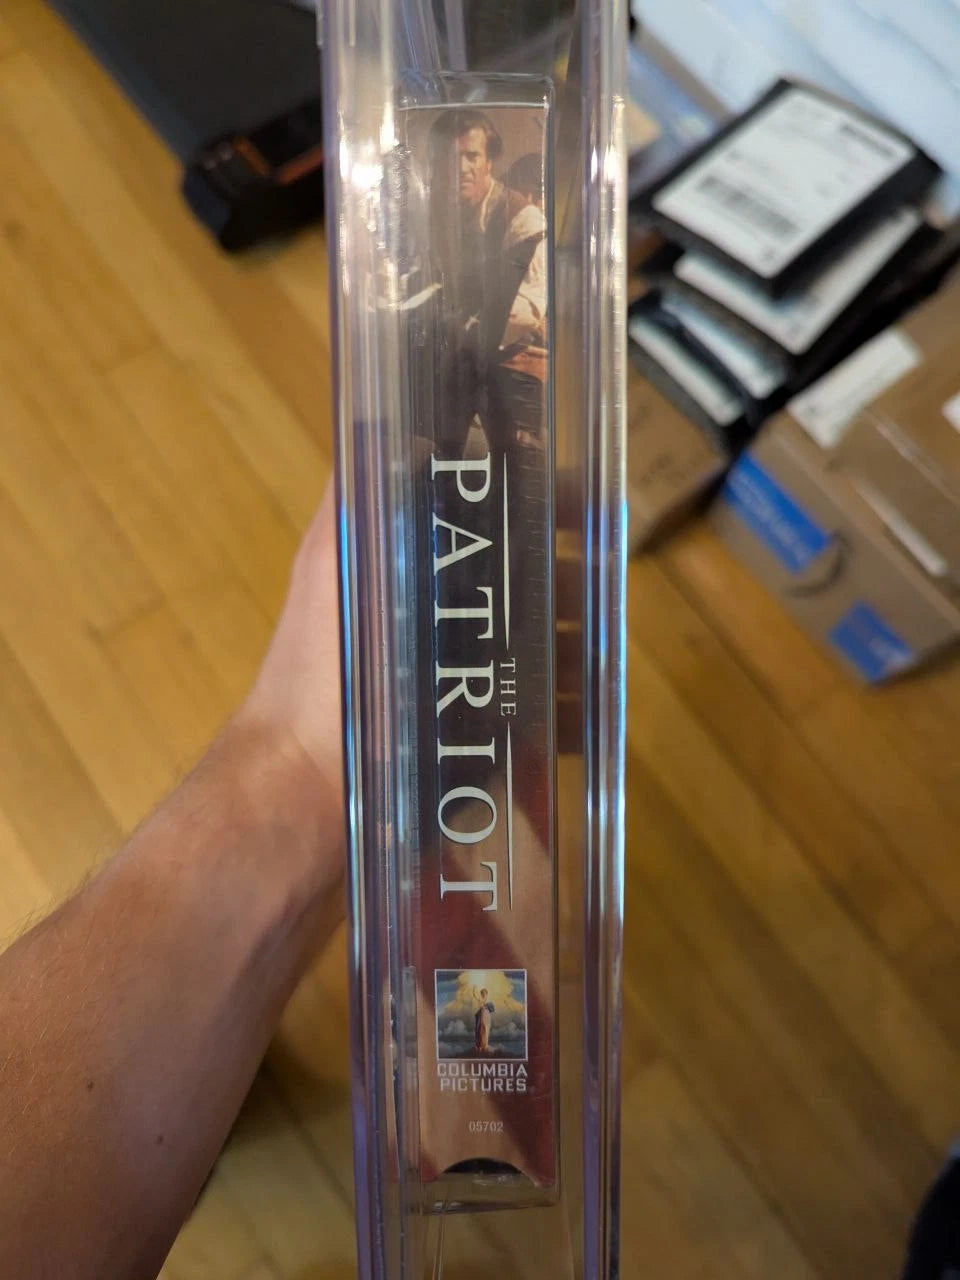 THE
PATRIOT
COLUMBIA
PICTURES
05702